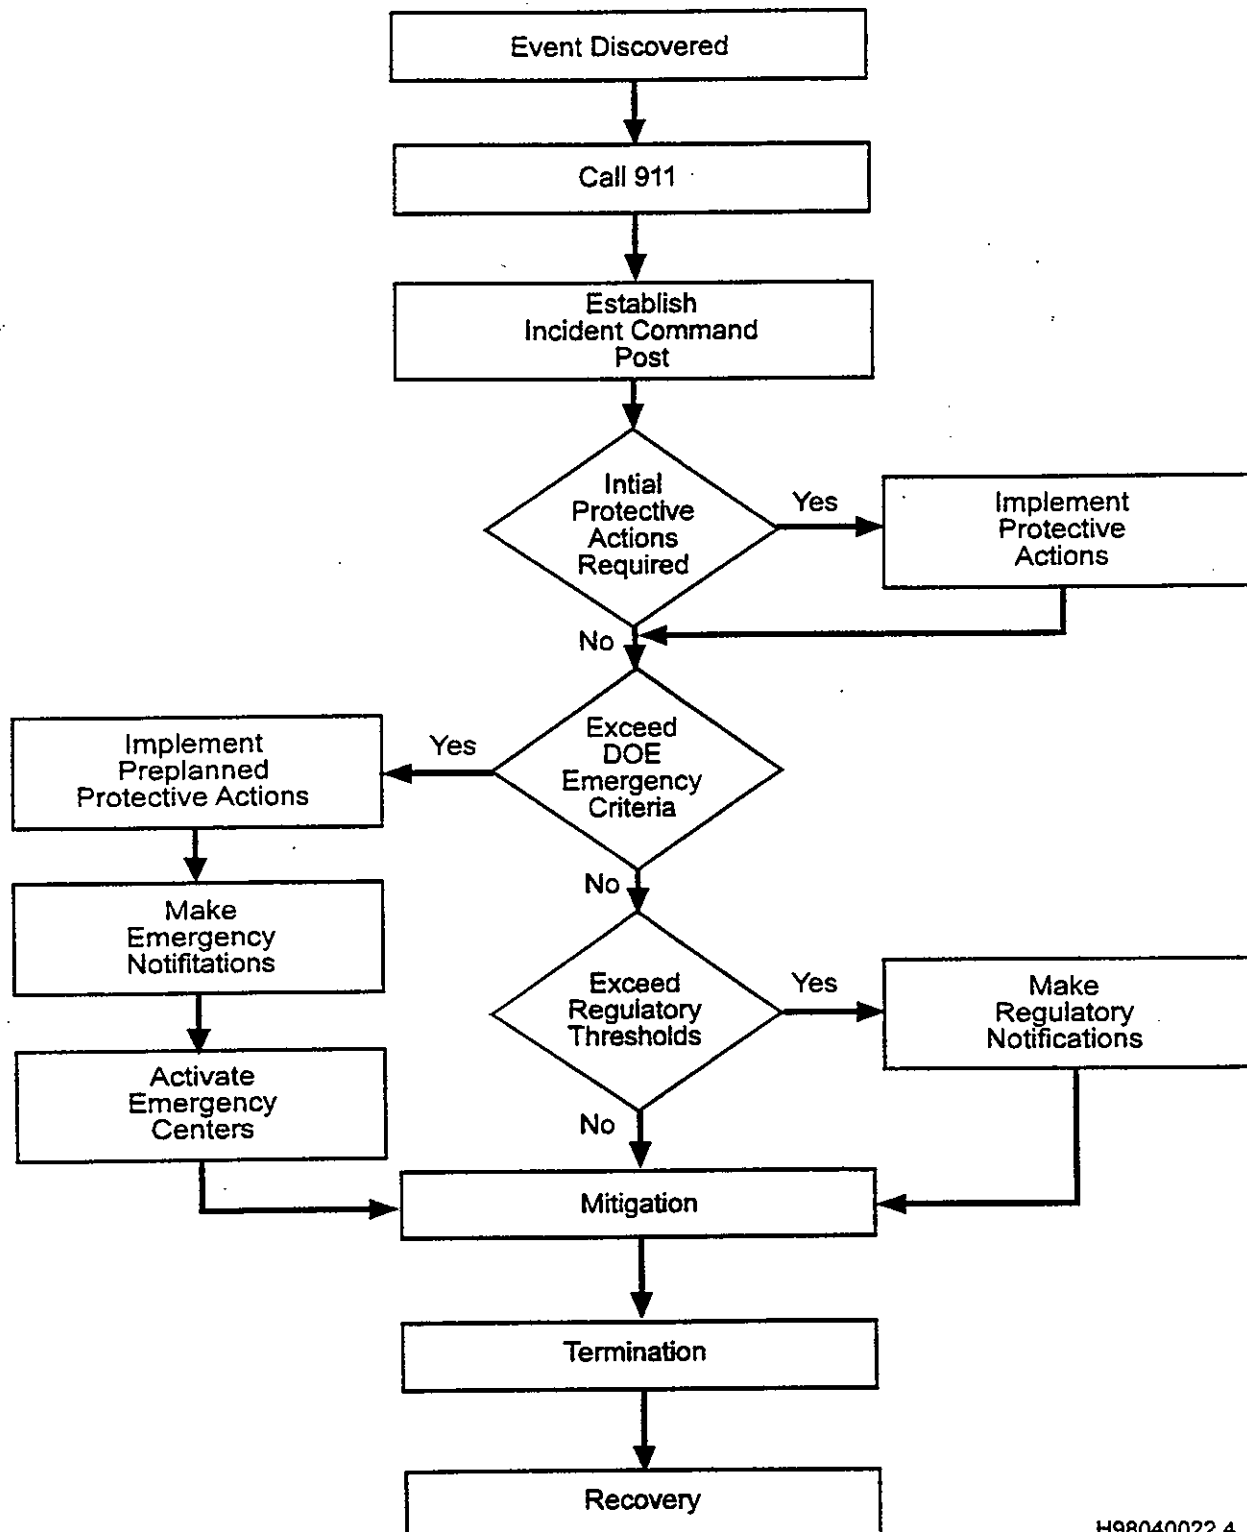 Event Discovered
Call 911
Establish
Incident Command
Post
Intial
Protective
Actions
Required
Yes
Implement
Protective
Actions
No
Exceed
DOE
Emergency
Criteria
Yes
Implement
Preplanned
Protective Actions
Make
Emergency
Notifitations
Activate
Emergency
Centers
No
Exceed
Regulatory
Thresholds
Yes
Make
Regulatory
Notifications
No
Mitigation
Termination
Recovery
H98040022.4